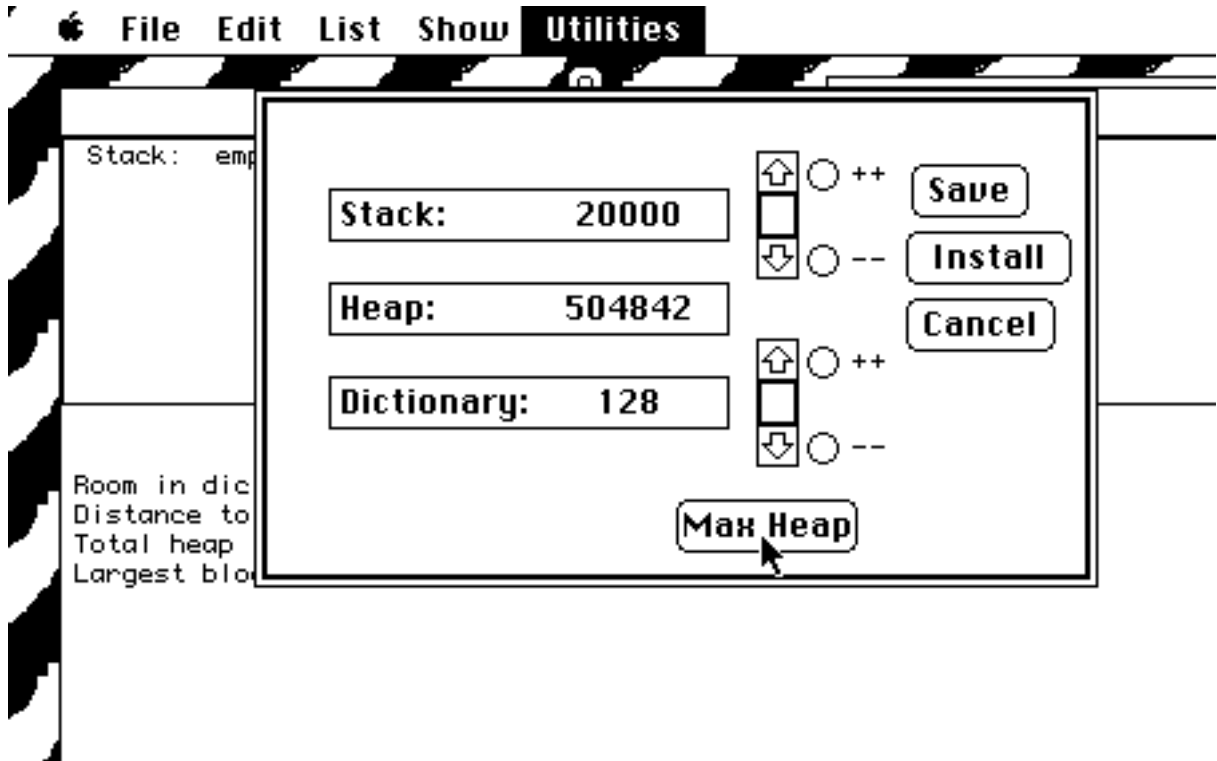 File Edit List Show Utilities
Stack: emp
Stack: 20000
++
--
Heap: 504842
Dictionary: 128
++
--
Save
Install
Cancel
Max Heap
Room in dic
Distance to
Total heap
Largest blo